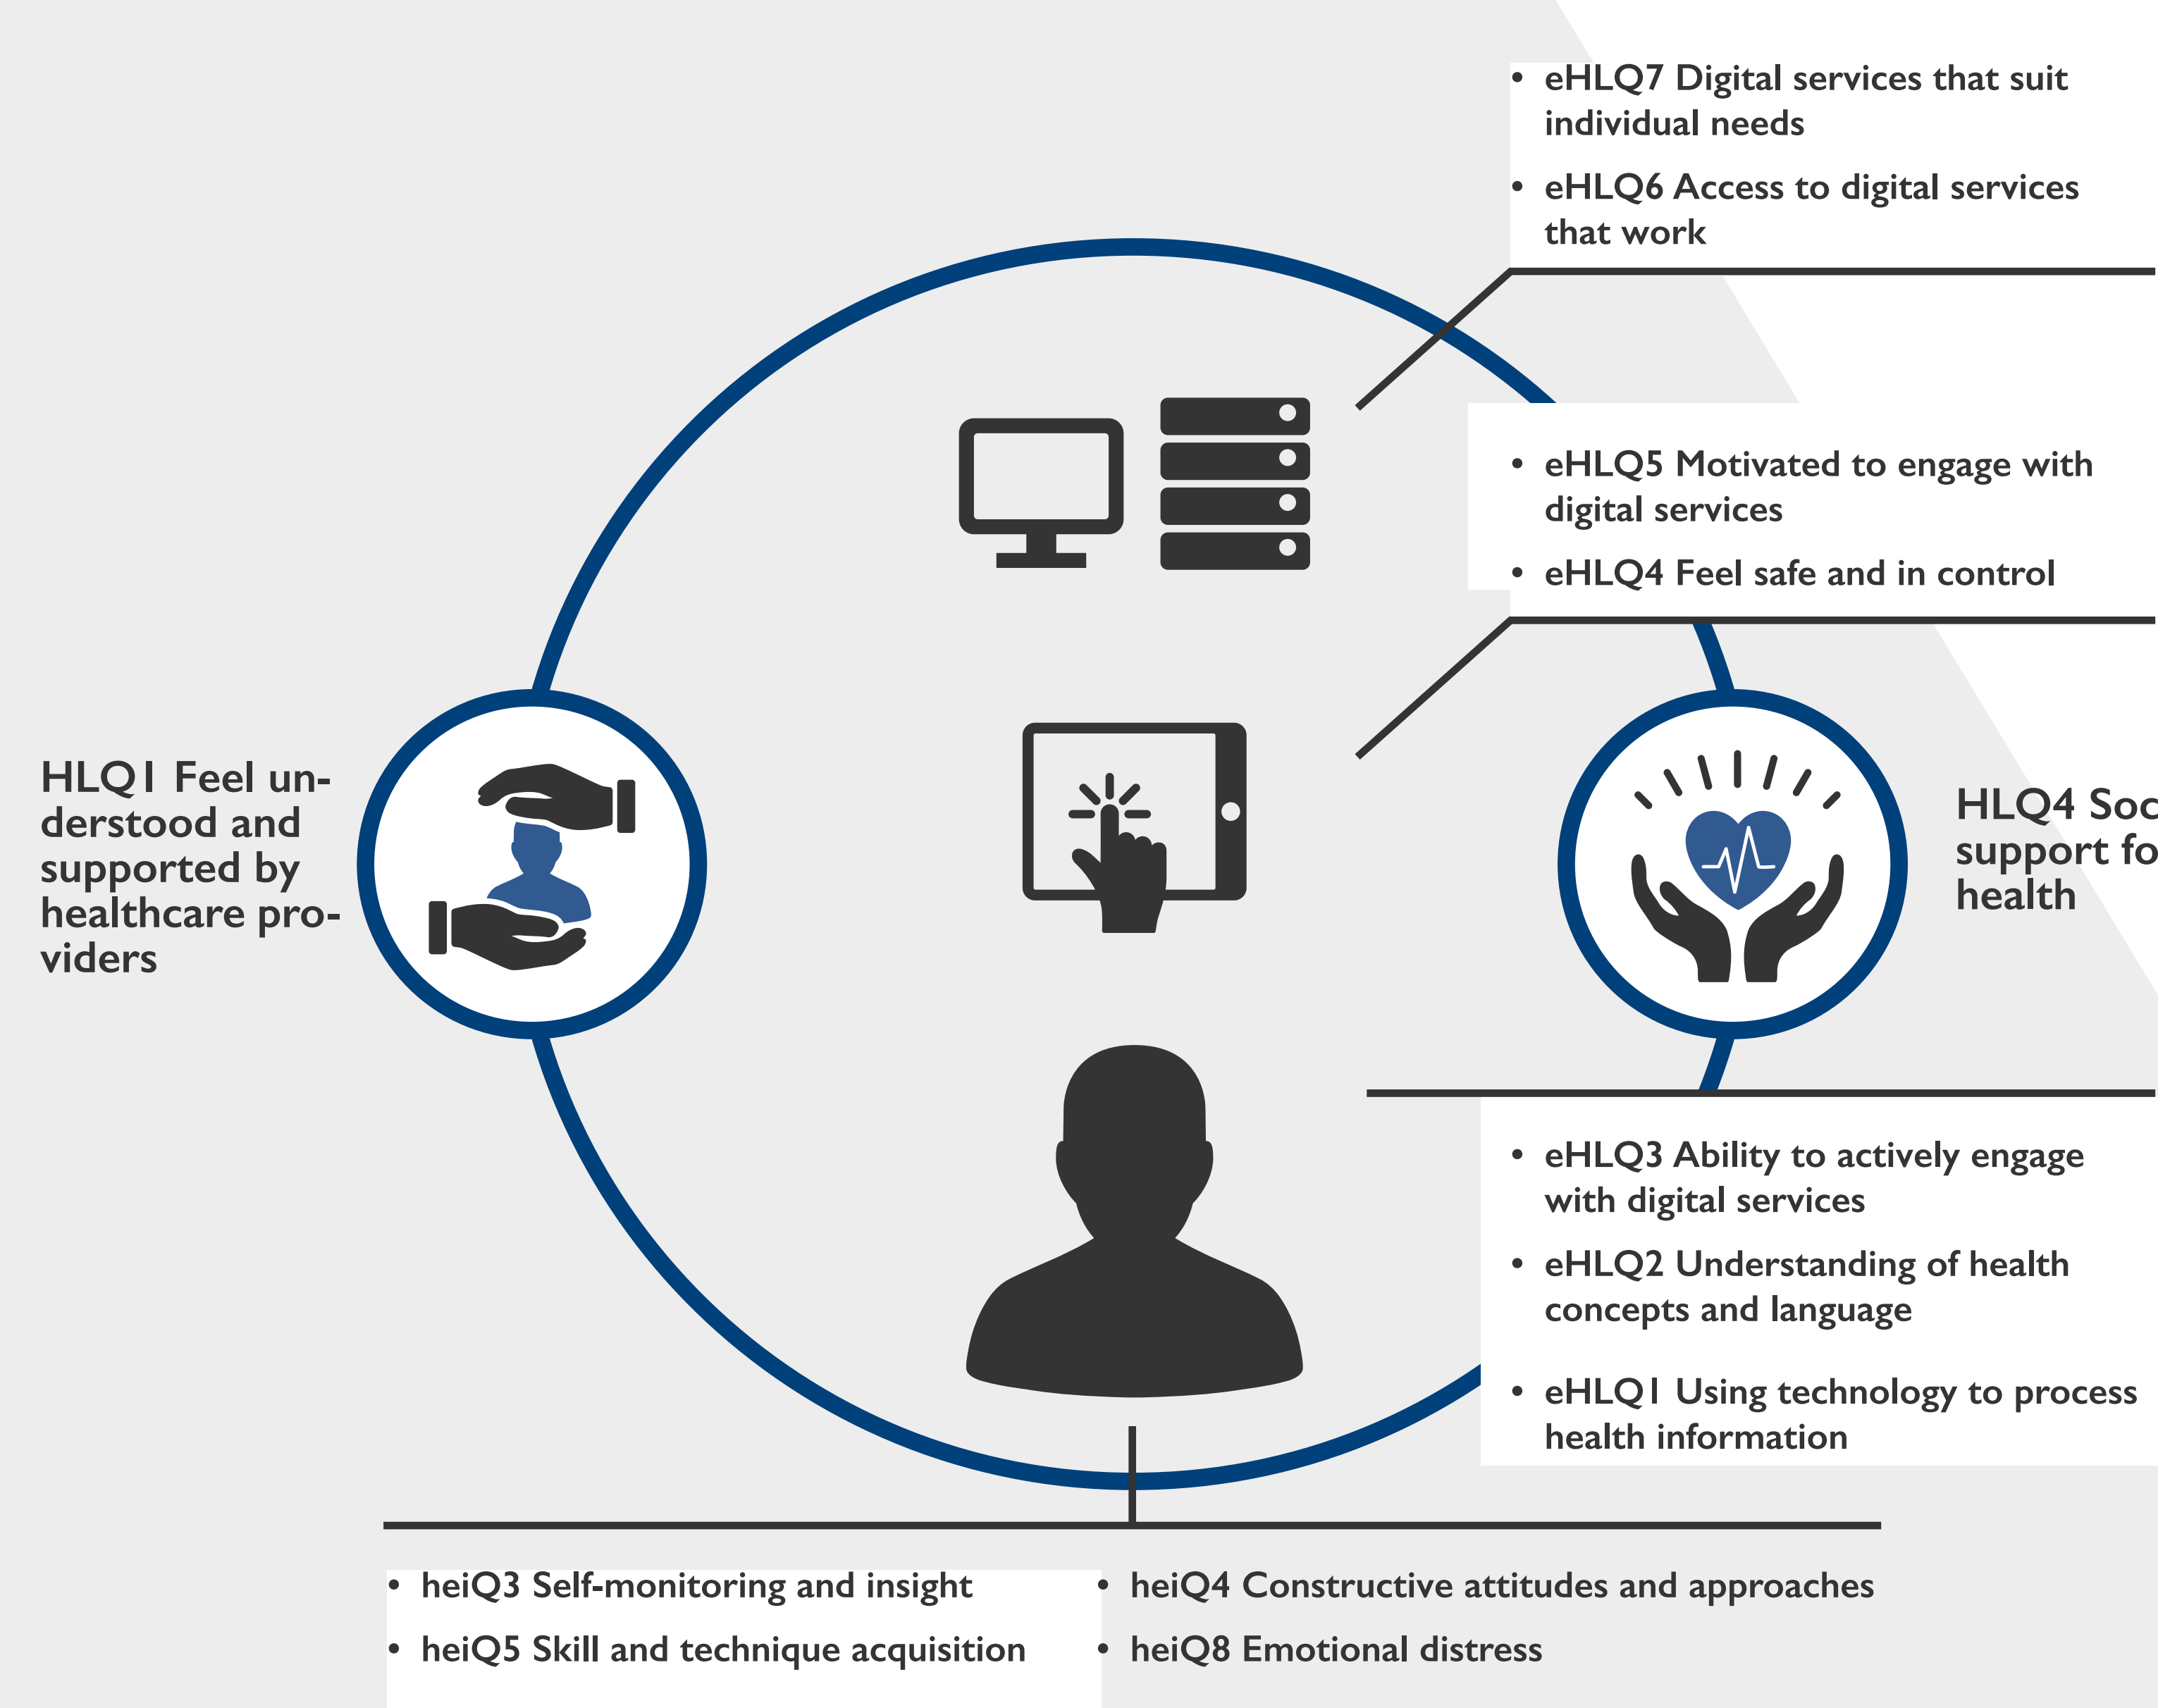 • eHLQ7 Digital services that suit
individual needs
• eHLQ6 Access to digital services
that work
• eHLQ5 Motivated to engage with
digital services
• eHLQ4 Feel safe and in control
HLQ1 Feel un-
derstood and
supported by
healthcare pro-
viders
HLQ4
support
health
• eHLQ3 Ability to actively engage
with digital services
• eHLQ2 Understanding of health
concepts and language
• eHLQ1 Using technology to process
health information
• heiQ3 Self-monitoring and insight
• heiQ5 Skill and technique acquisition
• heiQ4 Constructive attitudes and approaches
• heiQ8 Emotional distress